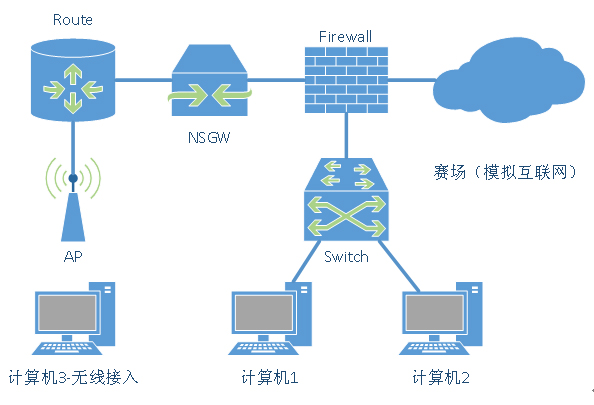 Route
Firewall
NSGW
赛场（模拟互联网）
AP
Switch
计算机3-无线接入
计算机1
计算机2